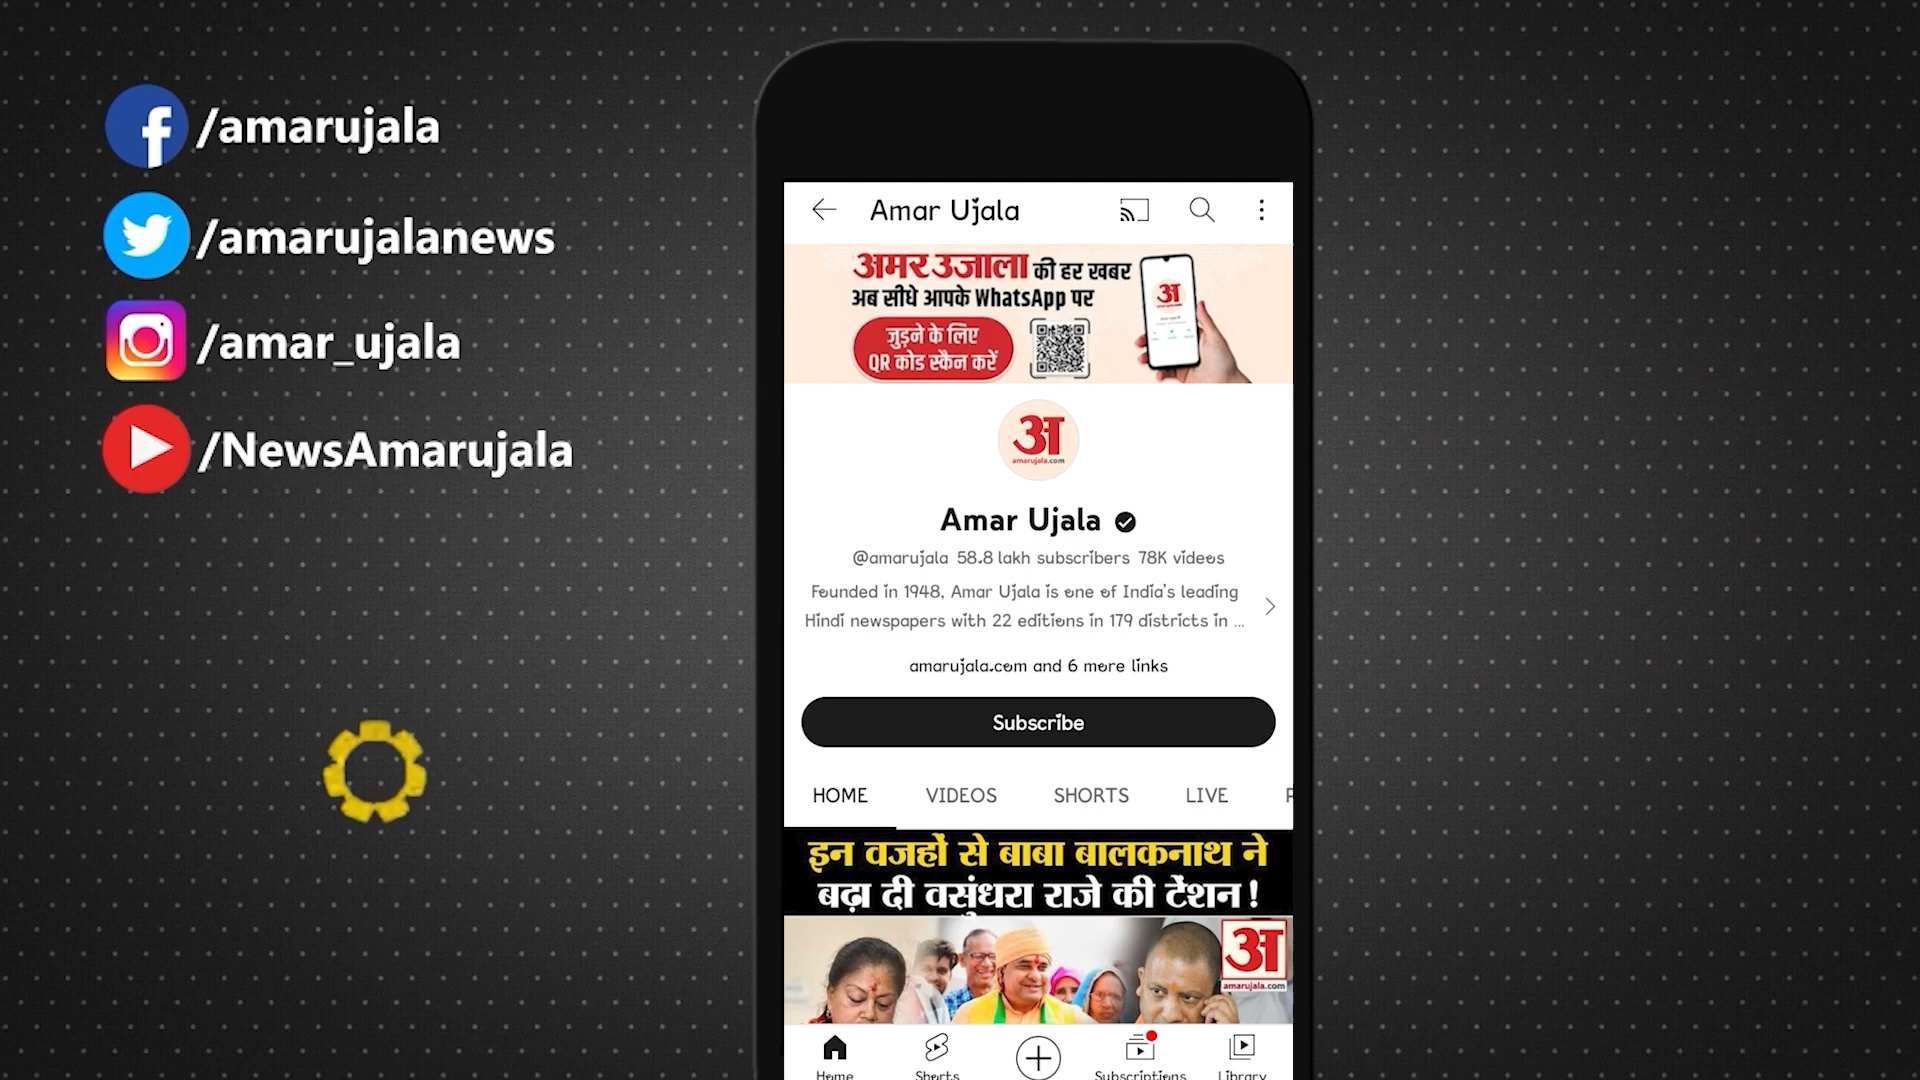 /amarujala
/amarujalanews
/amar_ujala
/NewsAmarujala
Amar Ujala
अमर उजाला की हर ख़बर
अब सीधे आपके WhatsApp पर
जुड़ने के लिए
QR कोड स्कैन करें
अ
अ
amarujala.com
Amar Ujala
@amarujala 58.8 lakh subscribers 78K videos
Founded in 1948, Amar Ujala is one of India's leading
Hindi newspapers with 22 editions in 179 districts in ...
amarujala.com and 6 more links
Subscribe
HOME VIDEOS SHORTS LIVE
इन वजहों से बाबा बालकनाथ ने
बढ़ा दी वसुंधरा राजे की टेंशन!
अ
amarujala.com
Home Shorts Subscriptions Library